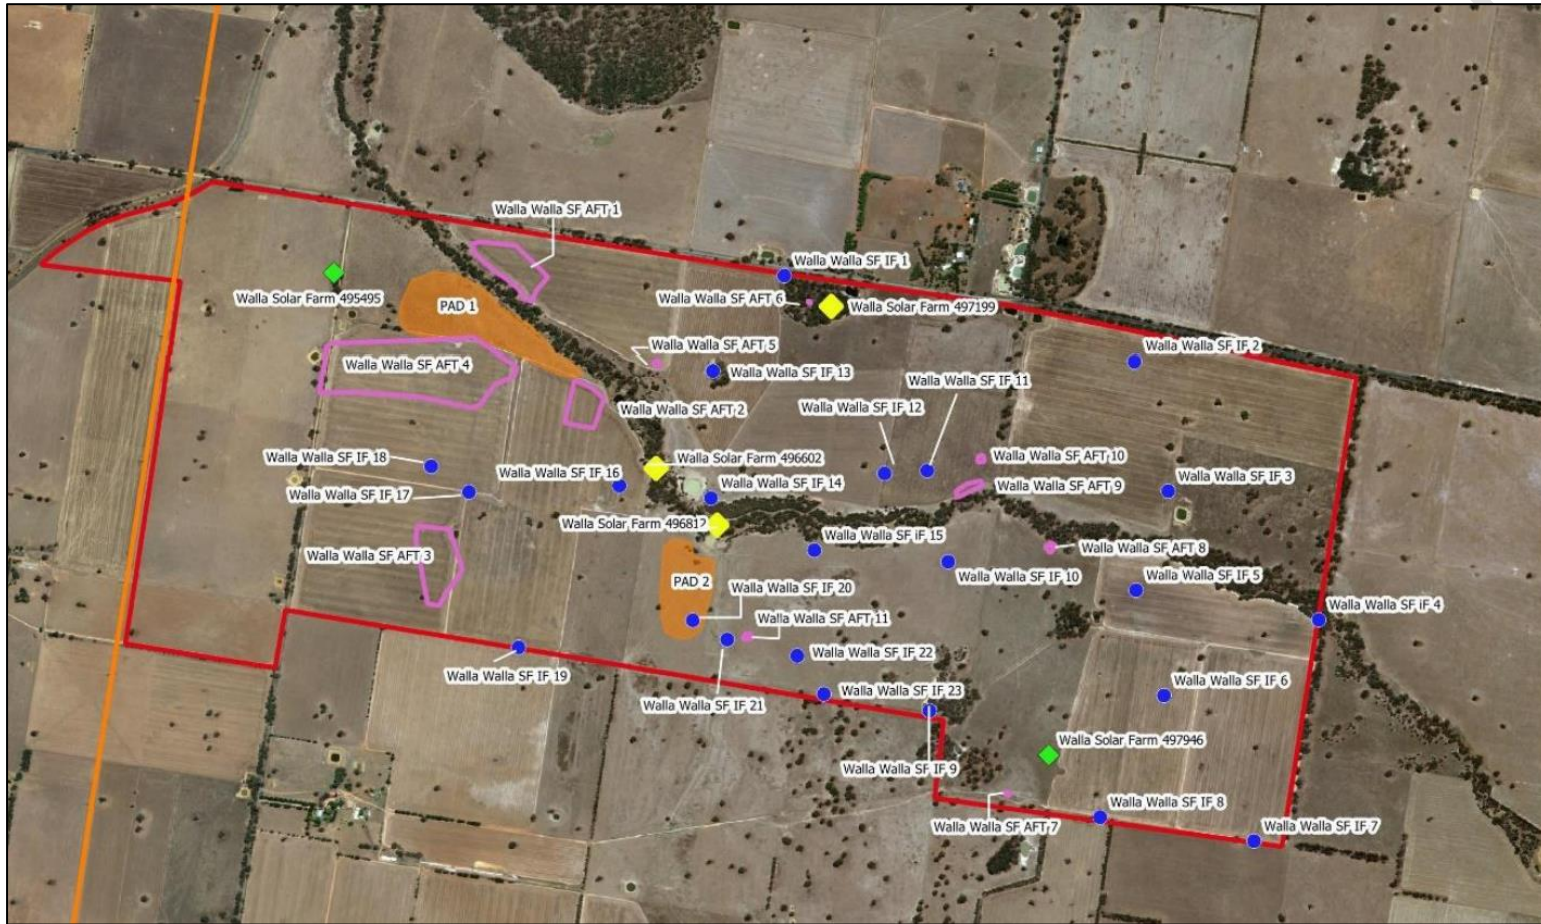 Walla Walla SF AFT 1
Walla Walla SF IF 1
Walla Solar Farm 495495
PAD 1
Walla Walla SF AFT 6
Walla Solar Farm 497199
Walla Walla SF AFT 5
Walla Walla SF IF 2
Walla Walla SF AFT 4
Walla Walla SF IF 13
Walla Walla SF IF 11
Walla Walla SF AFT 2
Walla Walla SF IF 12
Walla Walla SF IF 18
Walla Solar Farm 496602
Walla Walla SF AFT 10
Walla Walla SF IF 16
Walla Walla SF AFT 9
Walla Walla SF IF 3
Walla Walla SF IF 17
Walla Walla SF IF 14
Walla Solar Farm 496812
Walla Walla SF iF 15
Walla Walla SF AFT 8
Walla Walla SF AFT 3
Walla Walla SF IF 10
Walla Walla SF IF 5
PAD 2
Walla Walla SF IF 20
Walla Walla SF AFT 11
Walla Walla SF iF 4
Walla Walla SF IF 22
Walla Walla SF IF 19
Walla Walla SF IF 23
Walla Walla SF IF 6
Walla Walla SF IF 21
Walla Solar Farm 497946
Walla Walla SF IF 9
Walla Walla SF IF 8
Walla Walla SF AFT 7
Walla Walla SF IF 7